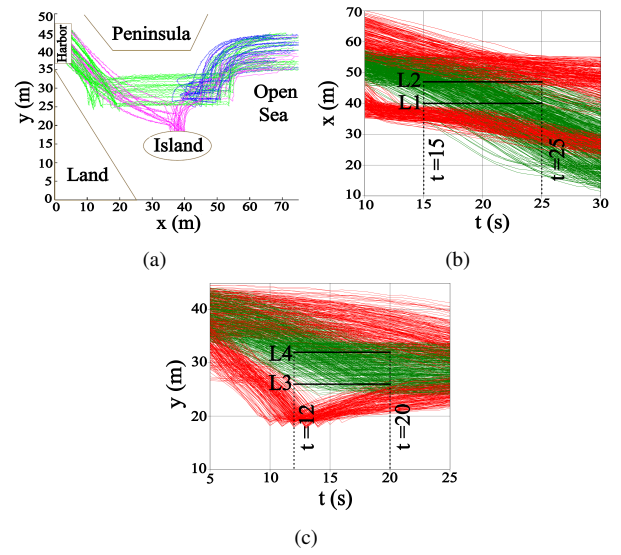 50
45
40
35
30
25
20
15
10
5
0
y (m)
Harbor
Peninsula
Open
Sea
Island
Land
0 10 20 30 40 50 60 70
x (m)
(a)
70
60
50
40
30
20
10
x (m)
L2
L1
t =15
t =25
10 15 20 25 30
t (s)
(b)
40
30
20
10
y (m)
L4
L3
t =12
t =20
5 10 15 20 25
t (s)
(c)